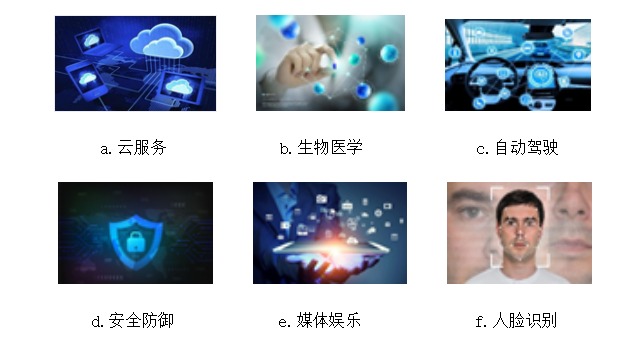 a. 云服务
b. 生物医学
c. 自动驾驶
d. 安全防御
e. 媒体娱乐
f. 人脸识别